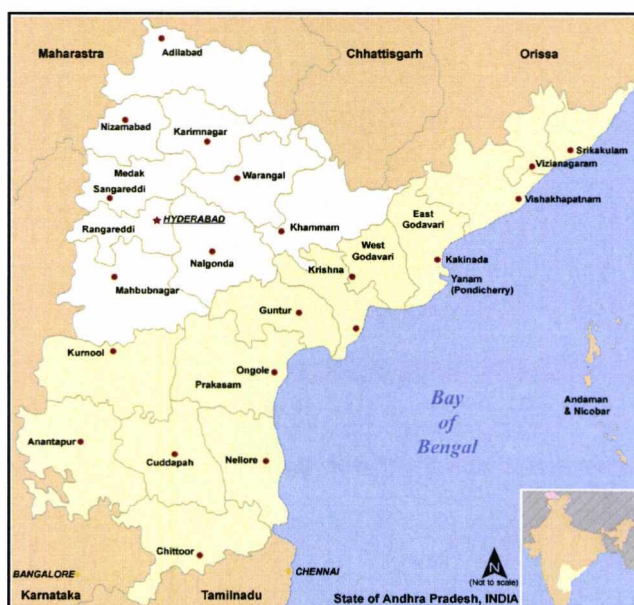 Maharastra
Chhattisgarh
Orissa
Adilabad
Nizamabad
Karimnagar
Medak
Sangareddi
Warangal
Srikakulam
Vizianagaram
Vishakhapatnam
HYDERABAD
Rangareddi
Khammam
East
Godavari
West
Godavari
Nalgonda
Kakinada
Krishna
Mahbubnagar
Yanam
(Pondicherry)
Guntur
Kurnool
Ongole
Prakasam
Andaman
& Nicobar
Bay
of
Bengal
Anantapur
Cuddapah
Nellore
Chittoor
BANGALORE
CHENNAI
N
(Not to scale)
Karnataka
Tamilnadu
State of Andhra Pradesh, INDIA